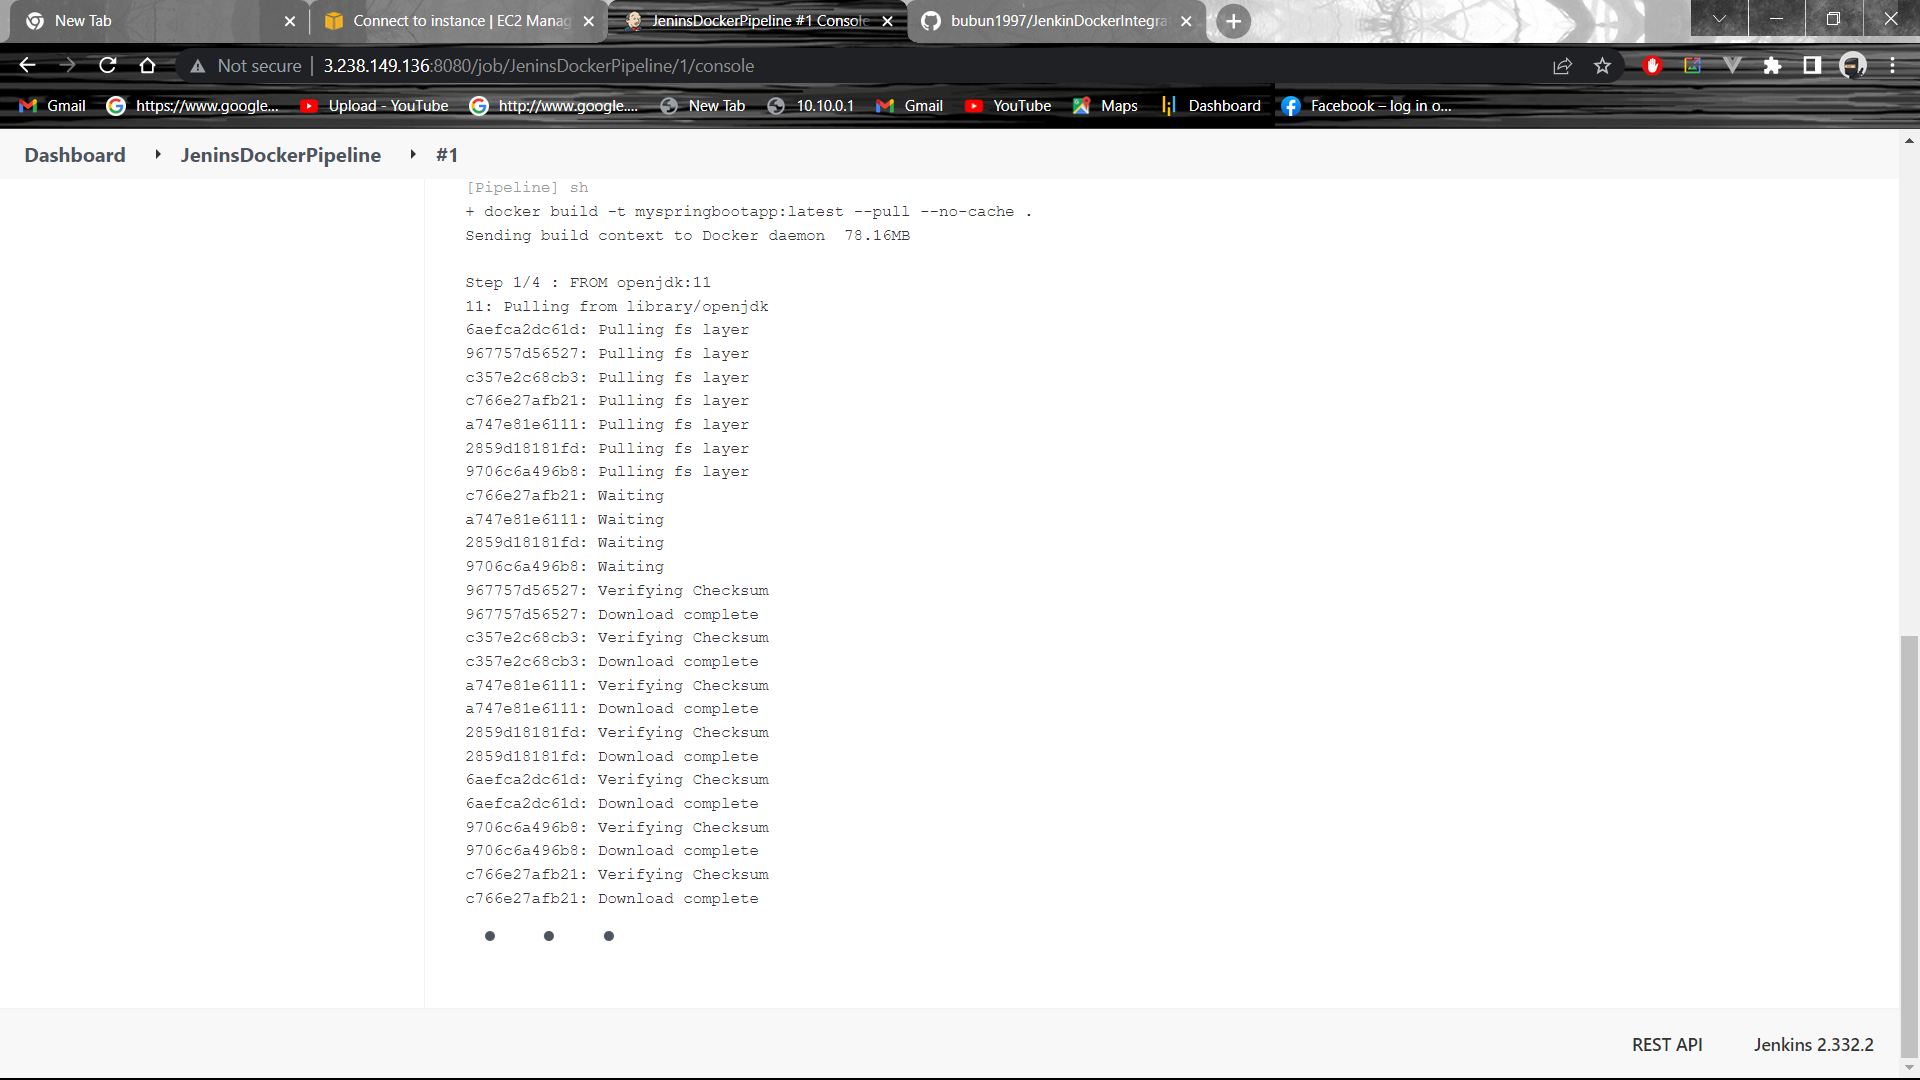 New Tab
Connect to instance | EC2 Manag
JeninsDockerPipeline #1 Console
bubun1997/JenkinDockerIntegra
Not secure
3.238.149.136:8080/job/JeninsDockerPipeline/1/console
Gmail
https://www.google...
Upload - YouTube
http://www.google....
New Tab
10.10.0.1
Gmail
YouTube
Maps
Dashboard
Facebook – log in o...
Dashboard
JeninsDockerPipeline
#1
[Pipeline] sh
+ docker build -t myspringbootapp:latest --pull --no-cache .
Sending build context to Docker daemon  78.16MB
Step 1/4 : FROM openjdk:11
11: Pulling from library/openjdk
6aefca2dc61d: Pulling fs layer
967757d56527: Pulling fs layer
c357e2c68cb3: Pulling fs layer
c766e27afb21: Pulling fs layer
a747e81e6111: Pulling fs layer
2859d18181fd: Pulling fs layer
9706c6a496b8: Pulling fs layer
c766e27afb21: Waiting
a747e81e6111: Waiting
2859d18181fd: Waiting
9706c6a496b8: Waiting
967757d56527: Verifying Checksum
967757d56527: Download complete
c357e2c68cb3: Verifying Checksum
c357e2c68cb3: Download complete
a747e81e6111: Verifying Checksum
a747e81e6111: Download complete
2859d18181fd: Verifying Checksum
2859d18181fd: Download complete
6aefca2dc61d: Verifying Checksum
6aefca2dc61d: Download complete
9706c6a496b8: Verifying Checksum
9706c6a496b8: Download complete
c766e27afb21: Verifying Checksum
c766e27afb21: Download complete
REST API
Jenkins 2.332.2